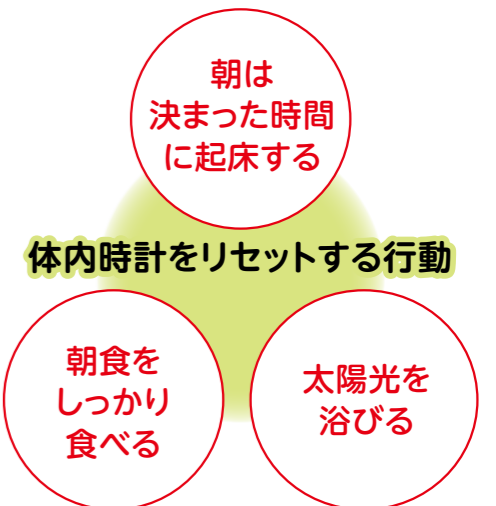 朝は
決まった時間
に起床する
体内時計をリセットする行動
朝食を
しっかり
食べる
太陽光を
浴びる